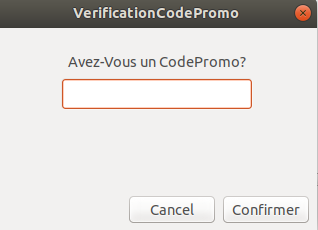 VerificationCodePromo
Avez-Vous un CodePromo?
Cancel
Confirmer